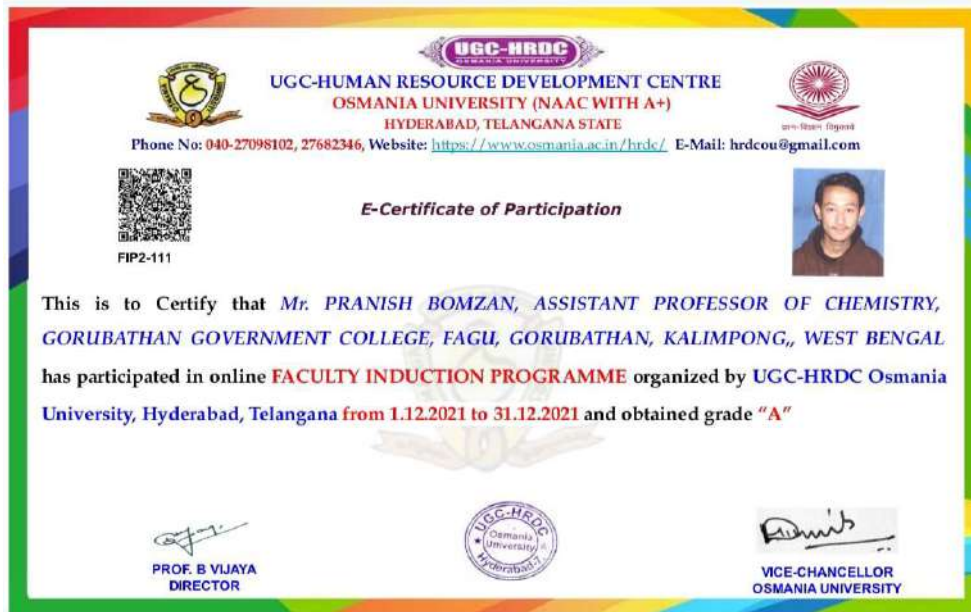 UGC-HRDC
OSMANIA UNIVERSITY
UGC-HUMAN RESOURCE DEVELOPMENT CENTRE
OSMANIA UNIVERSITY (NAAC WITH A+)
HYDERABAD, TELANGANA STATE
Phone No: 040-27098102, 27682346, Website: https://www.osmania.ac.in/hrdc/ E-Mail: hrdcou@gmail.com
E-Certificate of Participation
FIP2-111
This is to Certify that Mr. PRANISH BOMZAN, ASSISTANT PROFESSOR OF CHEMISTRY,
GORUBATHAN GOVERNMENT COLLEGE, FAGU, GORUBATHAN, KALIMPONG,, WEST BENGAL
has participated in online FACULTY INDUCTION PROGRAMME organized by UGC-HRDC Osmania
University, Hyderabad, Telangana from 1.12.2021 to 31.12.2021 and obtained grade “A”
UGC-HRDC
Osmania
University
Hyderabad-7
PROF. B VIJAYA
DIRECTOR
VICE-CHANCELLOR
OSMANIA UNIVERSITY